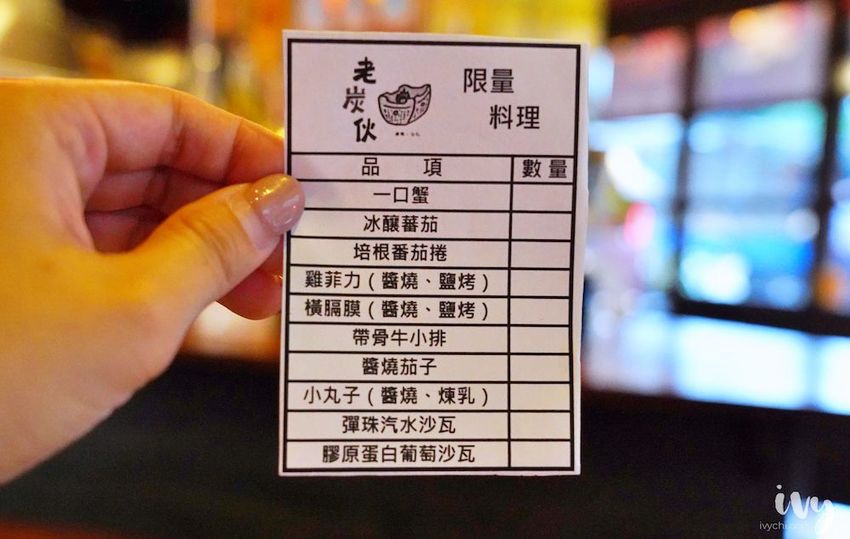 老炭伙
限量
料理
品項 數量
一口蟹
冰釀蕃茄
培根番茄捲
雞菲力(醬燒、鹽烤)
橫膈膜(醬燒、鹽烤)
帶骨牛小排
醬燒茄子
小丸子(醬燒、煉乳)
彈珠汽水沙瓦
膠原蛋白葡萄沙瓦
ivy